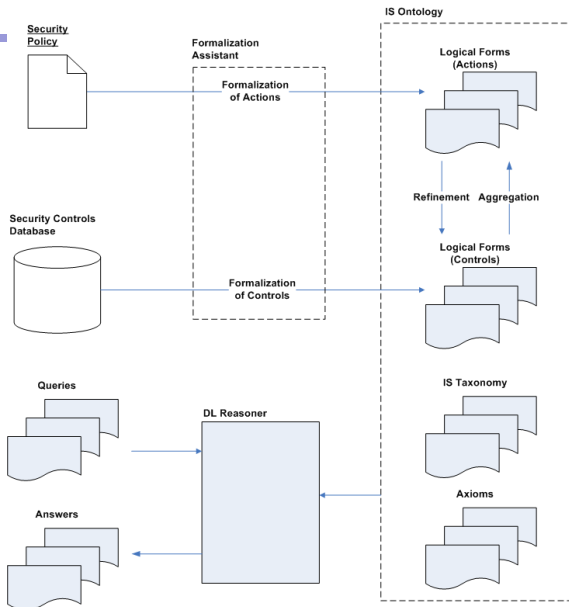 IS Ontology
Security
Policy
Formalization
Assistant
Logical Forms
(Actions)
Formalization
of Actions
Refinement
Aggregation
Security Controls
Database
Logical Forms
(Controls)
Formalization
of Controls
Queries
DL Reasoner
IS Taxonomy
Answers
Axioms